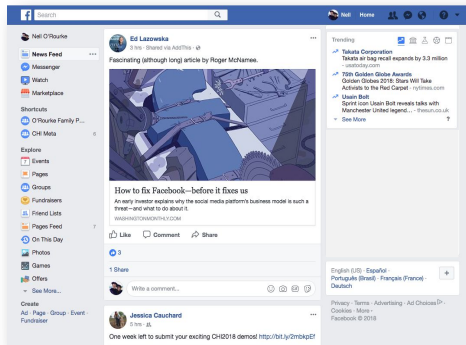 Search
Nell Home
Nell O'Rourke
News Feed
Messenger
Watch
Marketplace
Shortcuts
O'Rourke Family P...
CHI Meta 8
Explore
Events
Pages
Groups
Fundraisers
Friend Lists
Pages Feed 7
On This Day
Photos
Games
Offers
See More...
Create
Ad · Page · Group · Event ·
Fundraiser
Ed Lazowska
3 hrs · Shared via AddThis ·
Fascinating (although long) article by Roger McNamee.
How to fix Facebook—before it fixes us
An early investor explains why the social media platform's business model is such a
threat—and what to do about it.
WASHINGTONMONTHLY.COM
Like Comment Share
3
1 Share
Write a comment...
GIF
Jessica Cauchard
5 hrs ·
One week left to submit your exciting CHI2018 demos! http://bit.ly/2mbkpEf
Trending
Takata Corporation
Takata air bag recall expands by 3.3 million
- usatoday.com
75th Golden Globe Awards
Golden Globes 2018: Stars Will Take
Activists to the Red Carpet - nytimes.com
Usain Bolt
Sprint icon Usain Bolt reveals talks with
Manchester United legend... - thesun.co.uk
See More ?
English (US) · Español ·
Português (Brasil) · Français (France) ·
Deutsch
+
Privacy · Terms · Advertising · Ad Choices ·
Cookies · More ·
Facebook © 2018